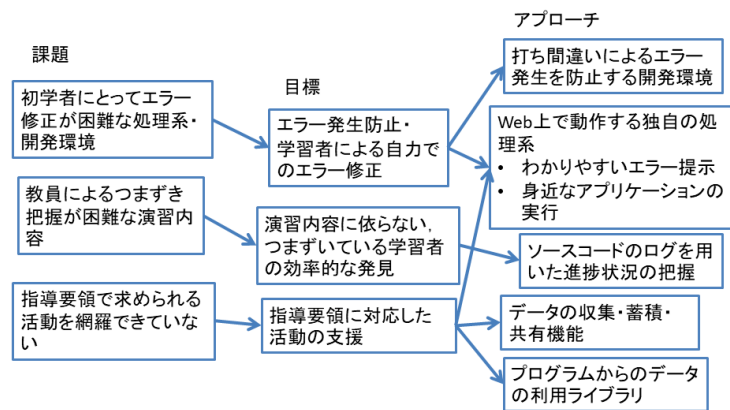 課題
初学者にとってエラー
修正が困難な処理系・
開発環境
教員によるつまずき
把握が困難な演習内
容
指導要領で求められる
活動を網羅できていな
い
目標
エラー発生防止・
学習者による自力で
のエラー修正
演習内容に依らない,
つまずいている学習者
の効率的な発見
指導要領に対応した
活動の支援
アプローチ
打ち間違いによるエラー
発生を防止する開発環境
Web上で動作する独自の処
理系
• わかりやすいエラー提示
• 身近なアプリケーションの
実行
ソースコードのログを用
いた進捗状況の把握
データの収集・蓄積・
共有機能
プログラムからのデータ
の利用ライブラリ